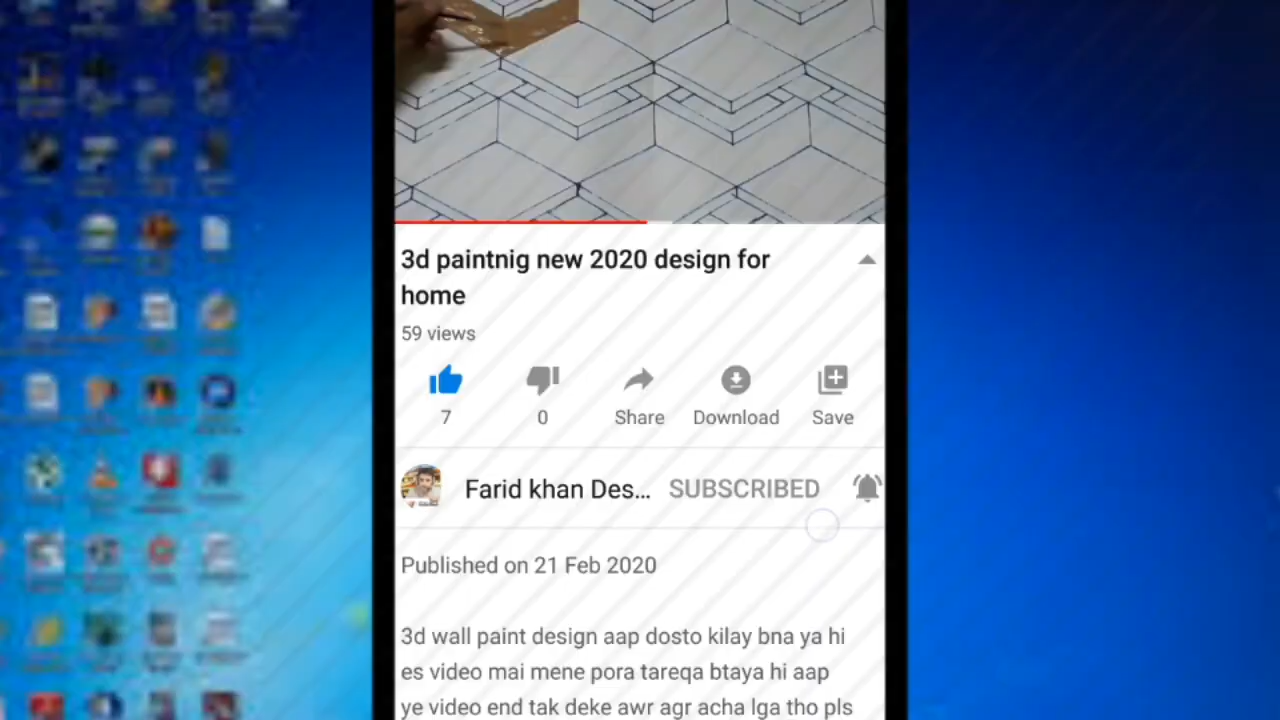 3d paintnig new 2020 design for
home
59 views
7
0
Share
Download
Save
Farid khan Des...
SUBSCRIBED
Published on 21 Feb 2020
3d wall paint design aap dosto kilay bna ya hi
es video mai mene pora tareqa btaya hi aap
ye video end tak deke awr agr acha lga tho pls